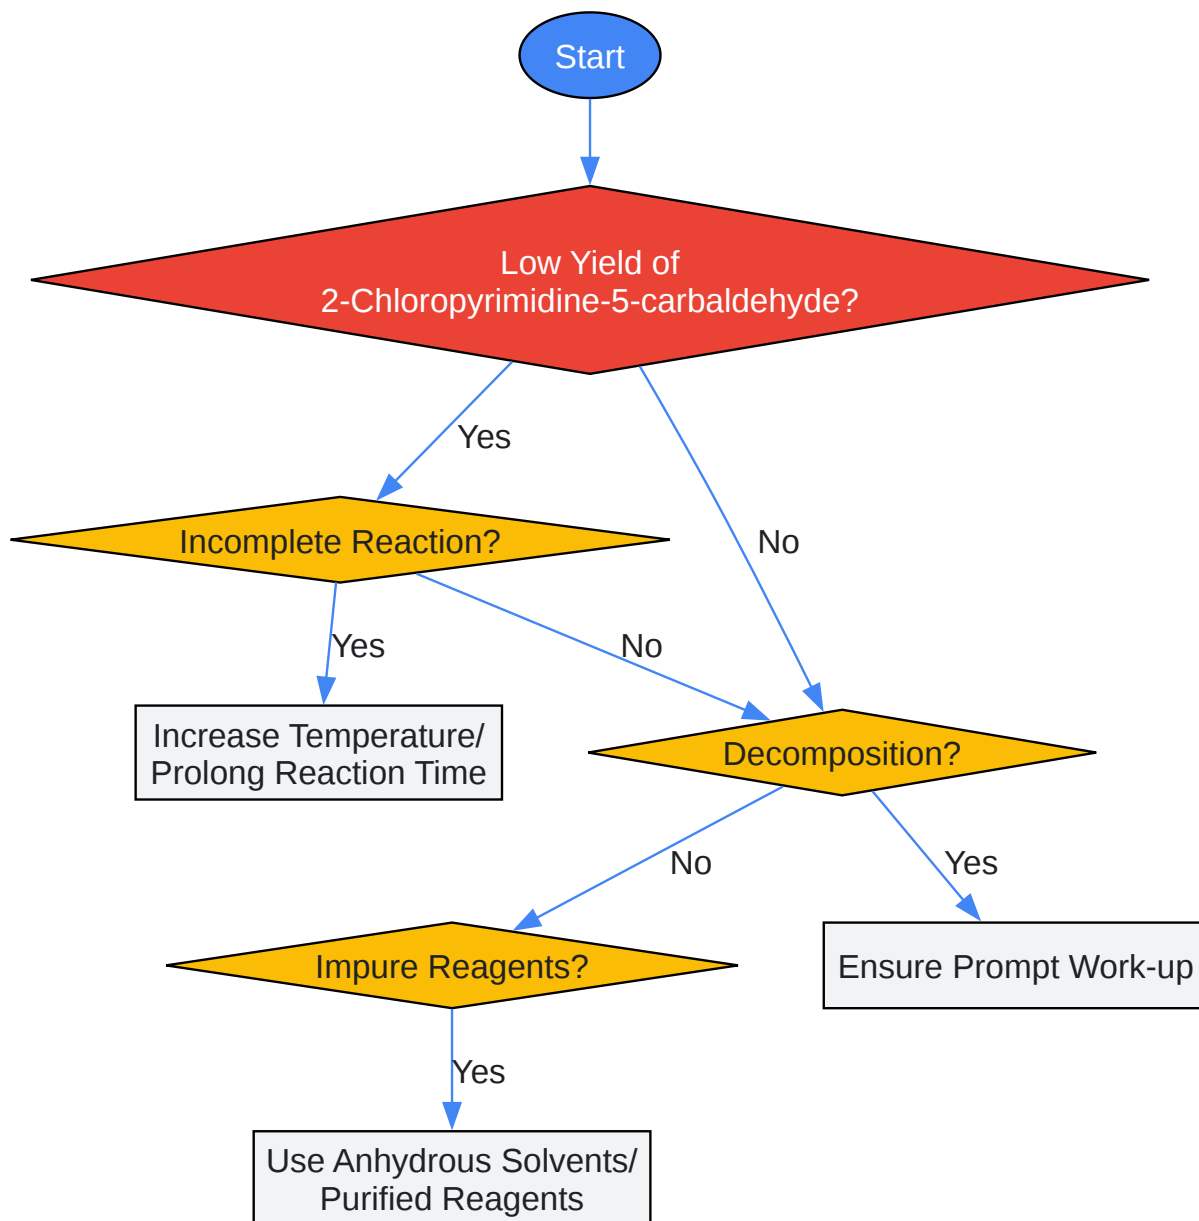 Start
Low Yield of
2-Chloropyrimidine-5-carbaldehyde?
Yes
Incomplete Reaction?
No
Yes
No
Increase Temperature/
Prolong Reaction Time
Decomposition?
No
Yes
Impure Reagents?
Ensure Prompt Work-up
Yes
Use Anhydrous Solvents/
Purified Reagents